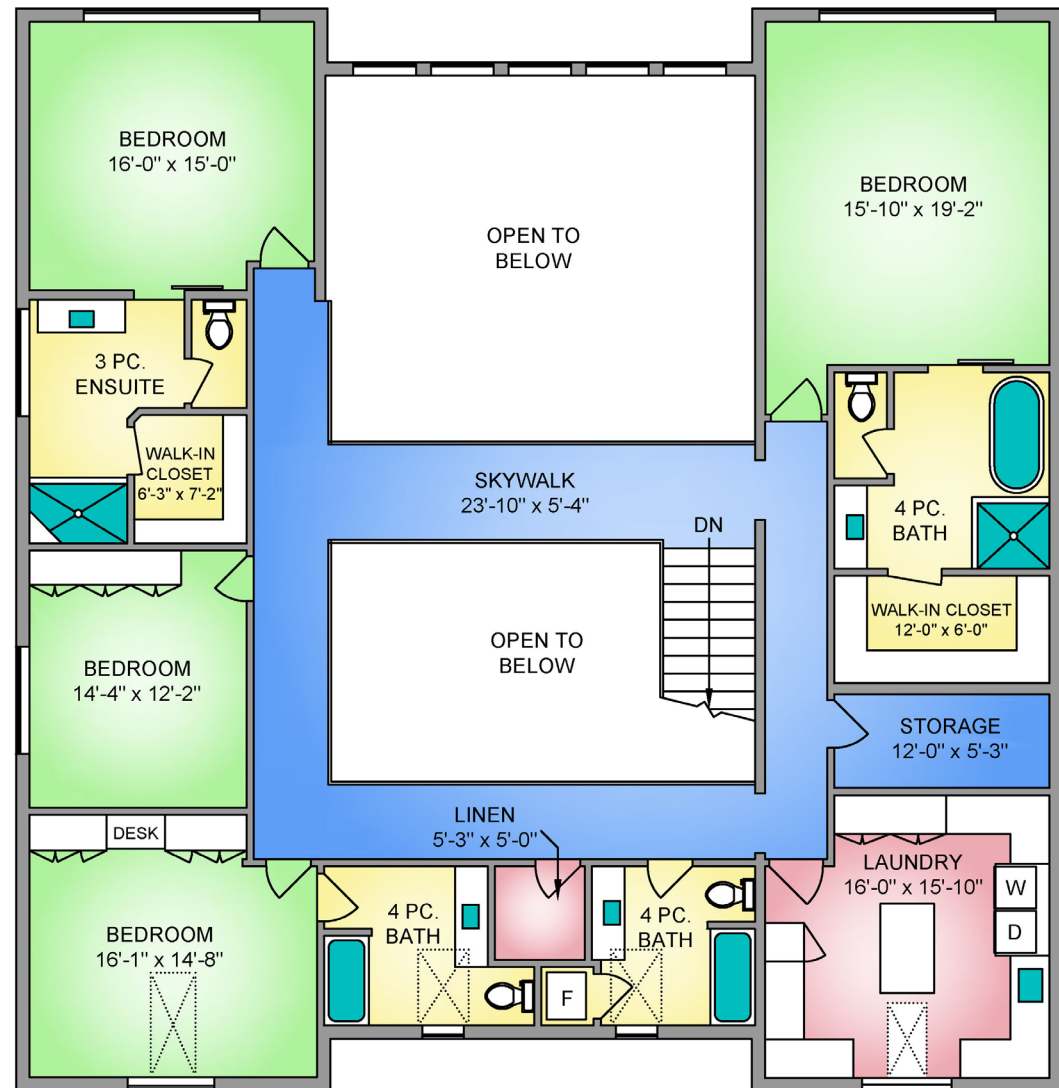 BEDROOM
16'-0" x 15'-0"
BEDROOM
15'-10" x 19'-2"
OPEN TO
BELOW
3 PC.
ENSUITE
WALK-IN
CLOSET
6'-3" x 7'-2"
SKYWALK
23'-10" x 5'-4"
DN
4 PC.
BATH
WALK-IN CLOSET
12'-0" x 6'-0"
BEDROOM
14'-4" x 12'-2"
OPEN TO
BELOW
STORAGE
12'-0" x 5'-3"
DESK
LINEN
5'-3" x 5'-0"
LAUNDRY
16'-0" x 15'-10"
W
D
BEDROOM
16'-1" x 14'-8"
4 PC.
BATH
4 PC.
BATH
F